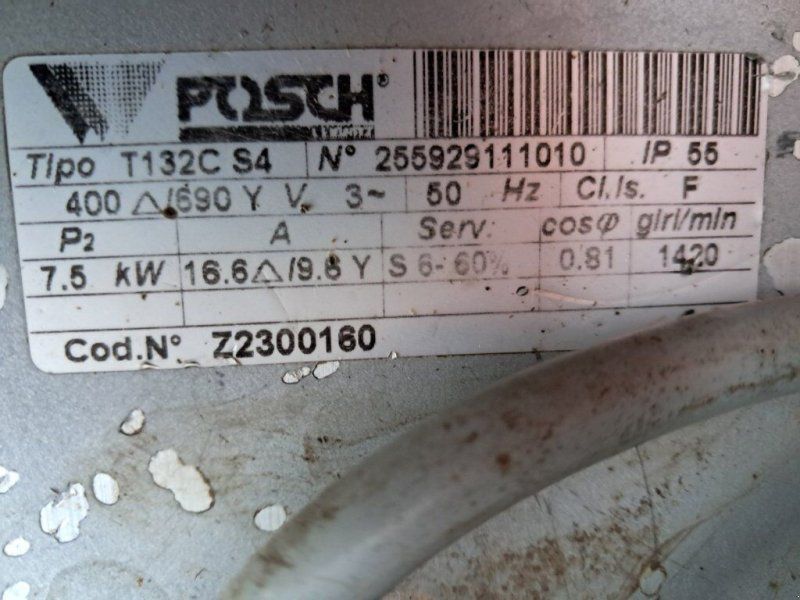 POSCH®
Tipo T132C S4 N° 255929111010 IP 55
400 △/690 Y V 3~ 50 Hz Cl.Is. F
P2 A Serv. cosφ giri/min
7.5 kW 16.6△/9.6 Y S 6- 60% 0.81 1420
Cod.N° Z2300160